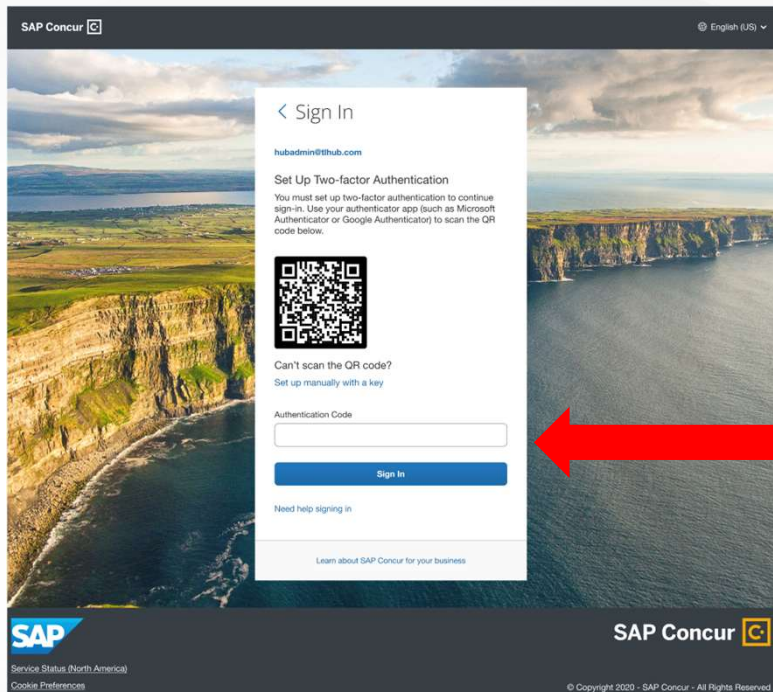 SAP Concur C
English (US)
Sign In
hubadmin@tlhub.com
Set Up Two-factor Authentication
You must set up two-factor authentication to continue
sign-in. Use your authenticator app (such as Microsoft
Authenticator or Google Authenticator) to scan the QR
code below.
Can't scan the QR code?
Set up manually with a key
Authentication Code
Sign In
Need help signing in
Learn about SAP Concur for your business
SAP
SAP Concur C
Service Status (North America)
Cookie Preferences
© Copyright 2020 - SAP Concur - All Rights Reserved